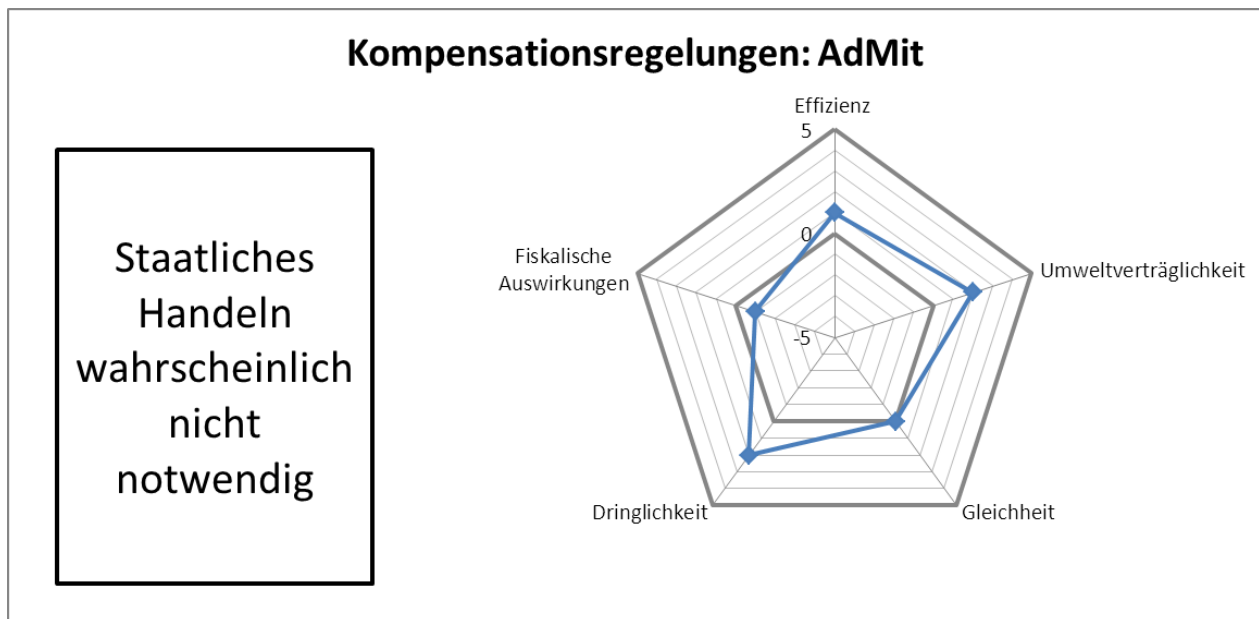 Kompensationsregelungen: AdMit
Staatliches
Handeln
wahrscheinlich
nicht
notwendig
Effizienz
5
0
-5
Umweltverträglichkeit
Gleichheit
Dringlichkeit
Fiskalische
Auswirkungen